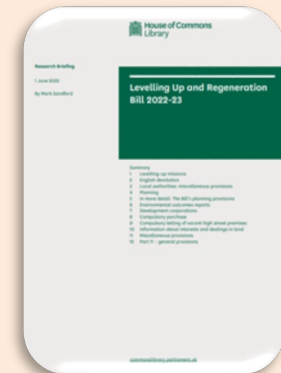 House of Commons
Library
Research Briefing
1 June 2022
By Mark Sandford
Levelling Up and Regeneration
Bill 2022-23
Summary
1 Levelling up missions
2 English devolution
3 Local authorities: miscellaneous provisions
4 Planning
5 In more detail: The Bill's planning provisions
6 Environmental outcomes reports
7 Development corporations
8 Compulsory purchase
9 Compulsory letting of vacant high street premises
10 Information about interests and dealings in land
11 Miscellaneous provisions
12 Part 11 – general provisions
commonslibrary.parliament.uk